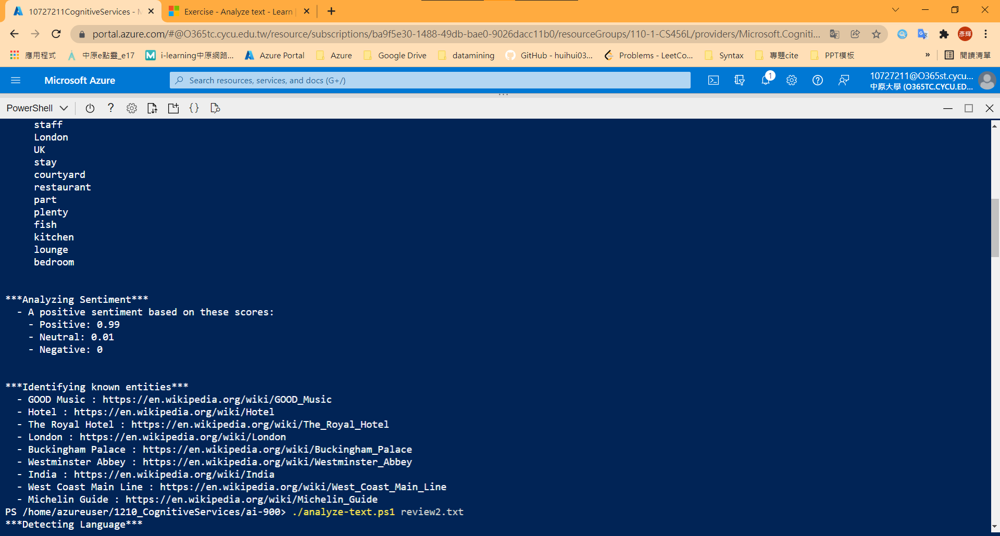 10727211CognitiveServices - M
Exercise - Analyze text - Learn |
portal.azure.com/#@O365tc.cycu.edu.tw/resource/subscriptions/ba9f5e30-1488-49db-bae0-9026dacc11b0/resourceGroups/110-1-CS456L/providers/Microsoft.Cogniti...
彥輝
應用程式
中原e點靈_e17
i-learning中原網路...
Azure Portal
Azure
Google Drive
datamining
GitHub - huihui03...
Problems - LeetCo...
Syntax
專題cite
PPT模板
»
閱讀清單
Microsoft Azure
Search resources, services, and docs (G+/)
1
10727211@O365st.cycu...
中原大學 (O365TC.CYCU.ED...
PowerShell
staff
London
UK
stay
courtyard
restaurant
part
plenty
fish
kitchen
lounge
bedroom
***Analyzing Sentiment***
- A positive sentiment based on these scores:
- Positive: 0.99
- Neutral: 0.01
- Negative: 0
***Identifying known entities***
- GOOD Music : https://en.wikipedia.org/wiki/GOOD_Music
- Hotel : https://en.wikipedia.org/wiki/Hotel
- The Royal Hotel : https://en.wikipedia.org/wiki/The_Royal_Hotel
- London : https://en.wikipedia.org/wiki/London
- Buckingham Palace : https://en.wikipedia.org/wiki/Buckingham_Palace
- Westminster Abbey : https://en.wikipedia.org/wiki/Westminster_Abbey
- India : https://en.wikipedia.org/wiki/India
- West Coast Main Line : https://en.wikipedia.org/wiki/West_Coast_Main_Line
- Michelin Guide : https://en.wikipedia.org/wiki/Michelin_Guide
PS /home/azureuser/1210_CognitiveServices/ai-900> ./analyze-text.ps1 review2.txt
***Detecting Language***